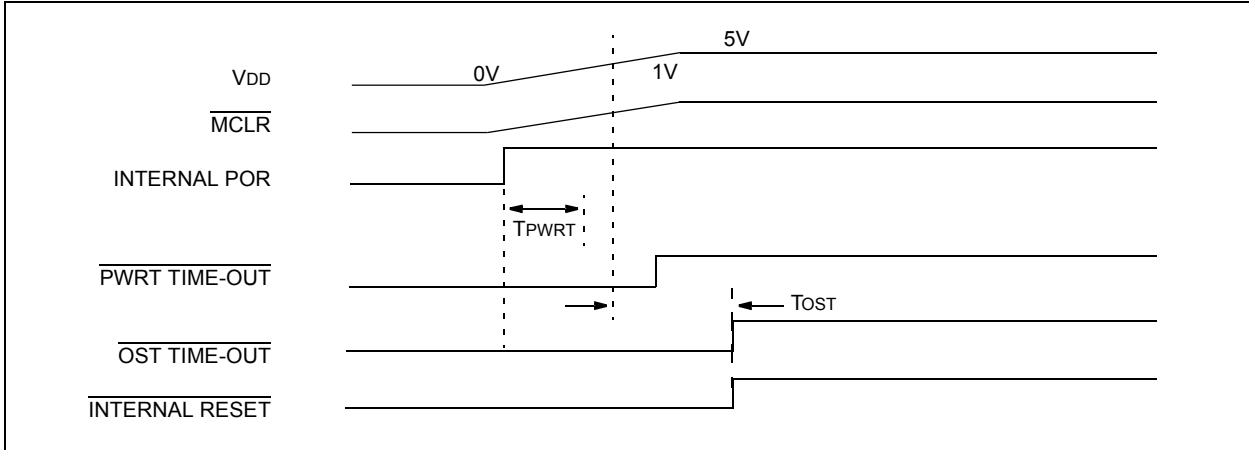 5V
VDD
0V
1V
MCLR
INTERNAL POR
TPWRT
PWRT TIME-OUT
TOST
OST TIME-OUT
INTERNAL RESET